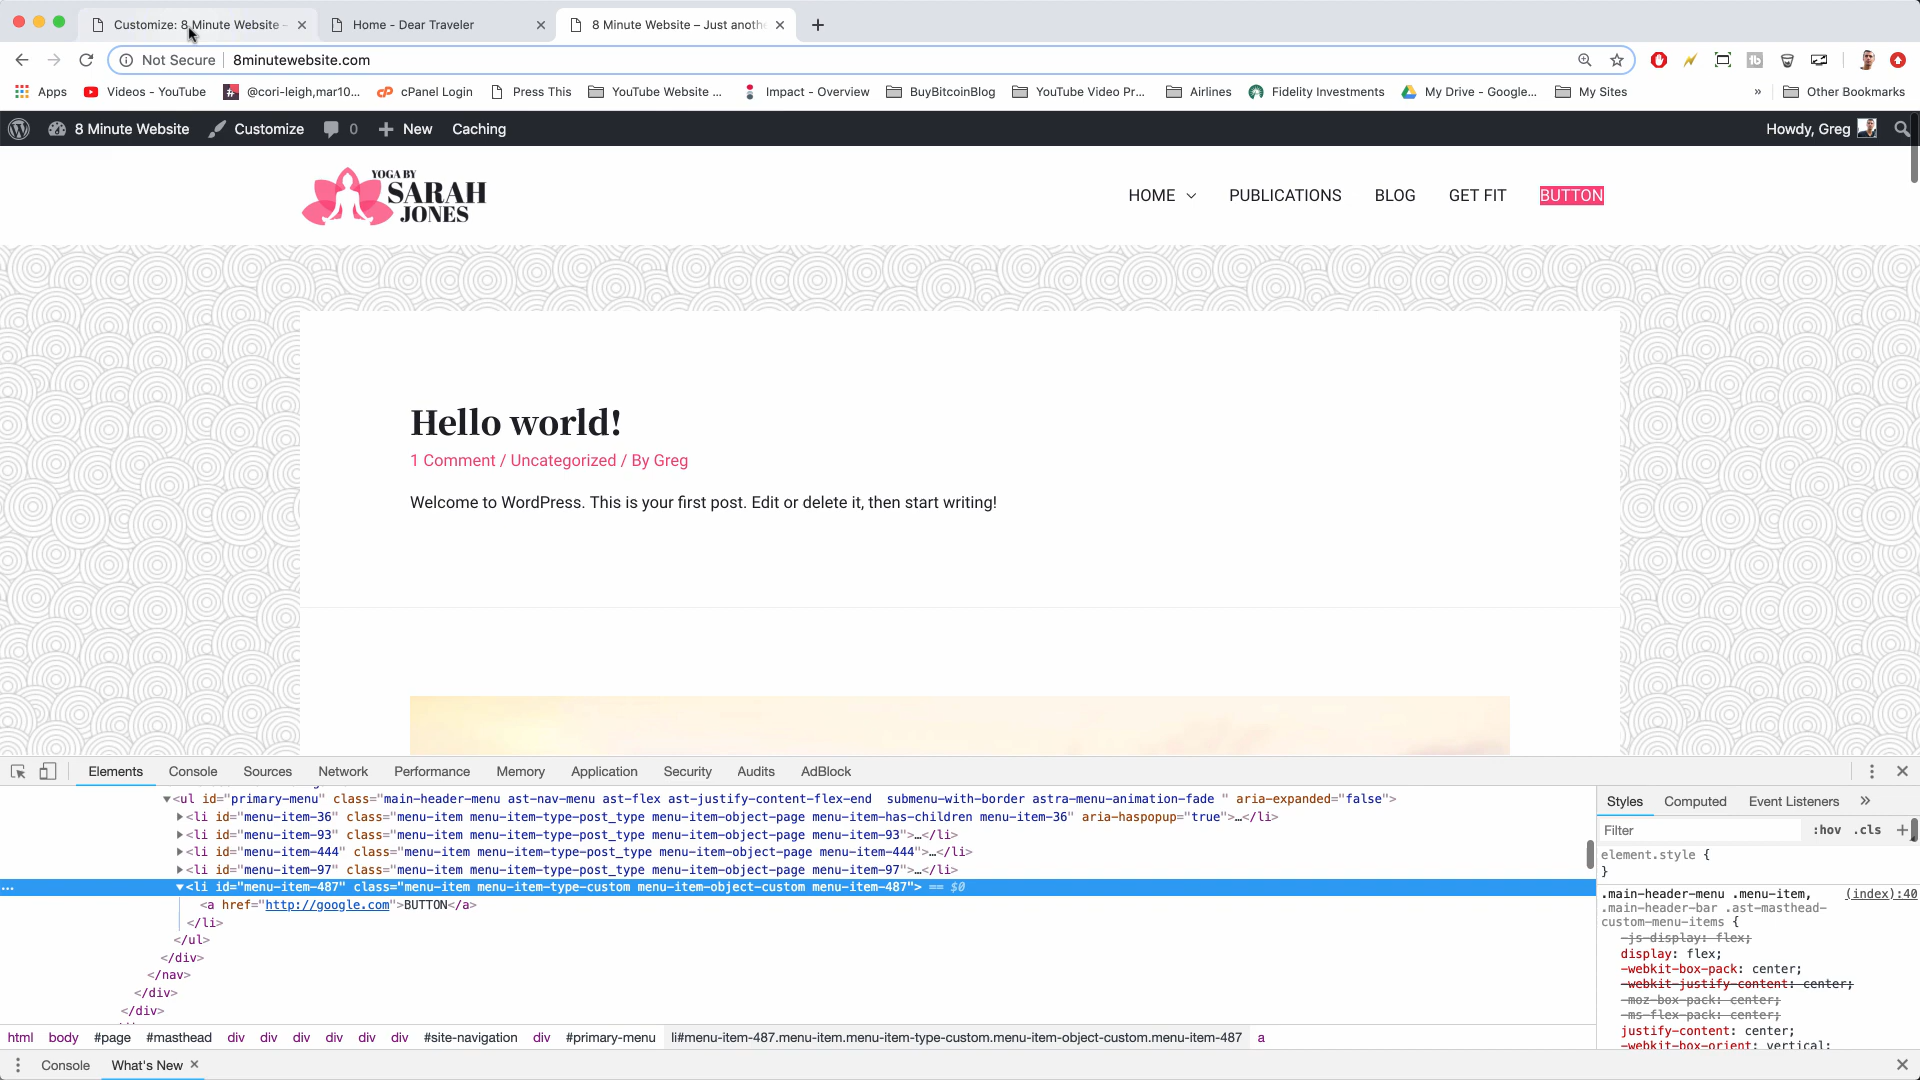 Customize: 8 Minute Website –
Home - Dear Traveler
8 Minute Website – Just anoth
Not Secure
8minutewebsite.com
Apps
Videos - YouTube
@cori-leigh,mar10...
cPanel Login
Press This
YouTube Website ...
Impact - Overview
BuyBitcoinBlog
YouTube Video Pr...
Airlines
Fidelity Investments
My Drive - Google...
My Sites
»
Other Bookmarks
8 Minute Website
Customize
0
New
Caching
Howdy, Greg
YOGA BY
SARAH
JONES
HOME
PUBLICATIONS
BLOG
GET FIT
BUTTON
Hello world!
1 Comment / Uncategorized / By Greg
Welcome to WordPress. This is your first post. Edit or delete it, then start writing!
Elements
Console
Sources
Network
Performance
Memory
Application
Security
Audits
AdBlock
<ul id="primary-menu" class="main-header-menu ast-nav-menu ast-flex ast-justify-content-flex-end  submenu-with-border astra-menu-animation-fade " aria-expanded="false">
<li id="menu-item-36" class="menu-item menu-item-type-post_type menu-item-object-page menu-item-has-children menu-item-36" aria-haspopup="true">…</li>
<li id="menu-item-93" class="menu-item menu-item-type-post_type menu-item-object-page menu-item-93">…</li>
<li id="menu-item-444" class="menu-item menu-item-type-post_type menu-item-object-page menu-item-444">…</li>
<li id="menu-item-97" class="menu-item menu-item-type-post_type menu-item-object-page menu-item-97">…</li>
... <li id="menu-item-487" class="menu-item menu-item-type-custom menu-item-object-custom menu-item-487"> == $0
<a href="http://google.com">BUTTON</a>
</li>
</ul>
</div>
</nav>
</div>
</div>
Styles
Computed
Event Listeners
»
Filter
:hov
.cls
+
element.style {
}
.main-header-menu .menu-item, (index):40
.main-header-bar .ast-masthead-
custom-menu-items {
-js-display: flex;
display: flex;
-webkit-box-pack: center;
-webkit-justify-content: center;
-moz-box-pack: center;
-ms-flex-pack: center;
justify-content: center;
-webkit-box-orient: vertical;
html
body
#page
#masthead
div
div
div
div
div
div
#site-navigation
div
#primary-menu
li#menu-item-487.menu-item.menu-item-type-custom.menu-item-object-custom.menu-item-487
a
Console
What's New